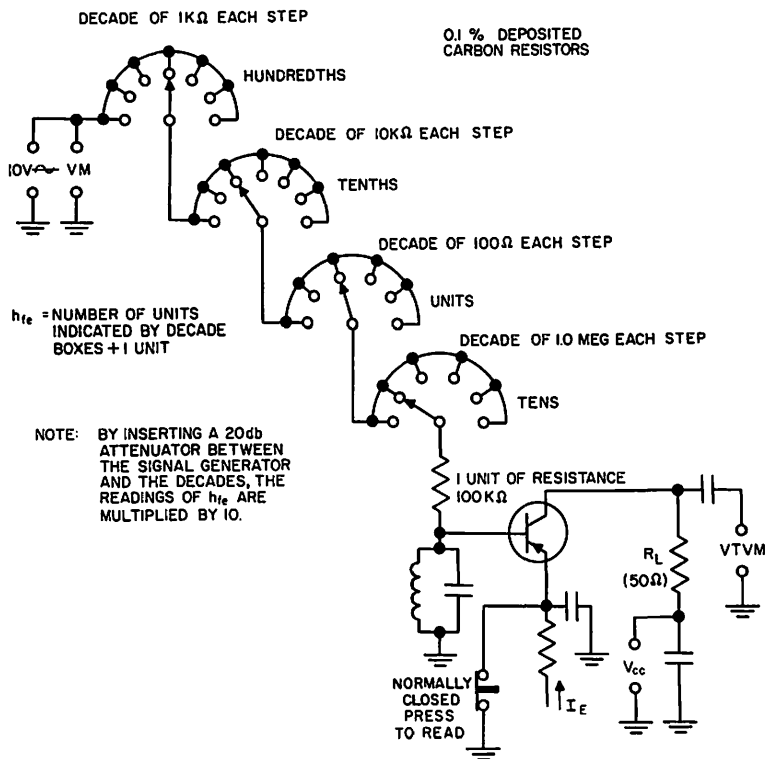 DECADE OF 1KΩ EACH STEP
0.1 % DEPOSITED
CARBON RESISTORS
HUNDREDTHS
DECADE OF 10KΩ EACH STEP
10V VM
TENTHS
DECADE OF 100Ω EACH STEP
UNITS
hfe = NUMBER OF UNITS
INDICATED BY DECADE
BOXES + 1 UNIT
DECADE OF 1.0 MEG EACH STEP
TENS
NOTE: BY INSERTING A 20db
ATTENUATOR BETWEEN
THE SIGNAL GENERATOR
AND THE DECADES, THE
READINGS OF hfe ARE
MULTIPLIED BY 10.
1 UNIT OF RESISTANCE
100KΩ
RL
(50Ω)
VTVM
Vcc
NORMALLY
CLOSED
PRESS
TO READ
IE